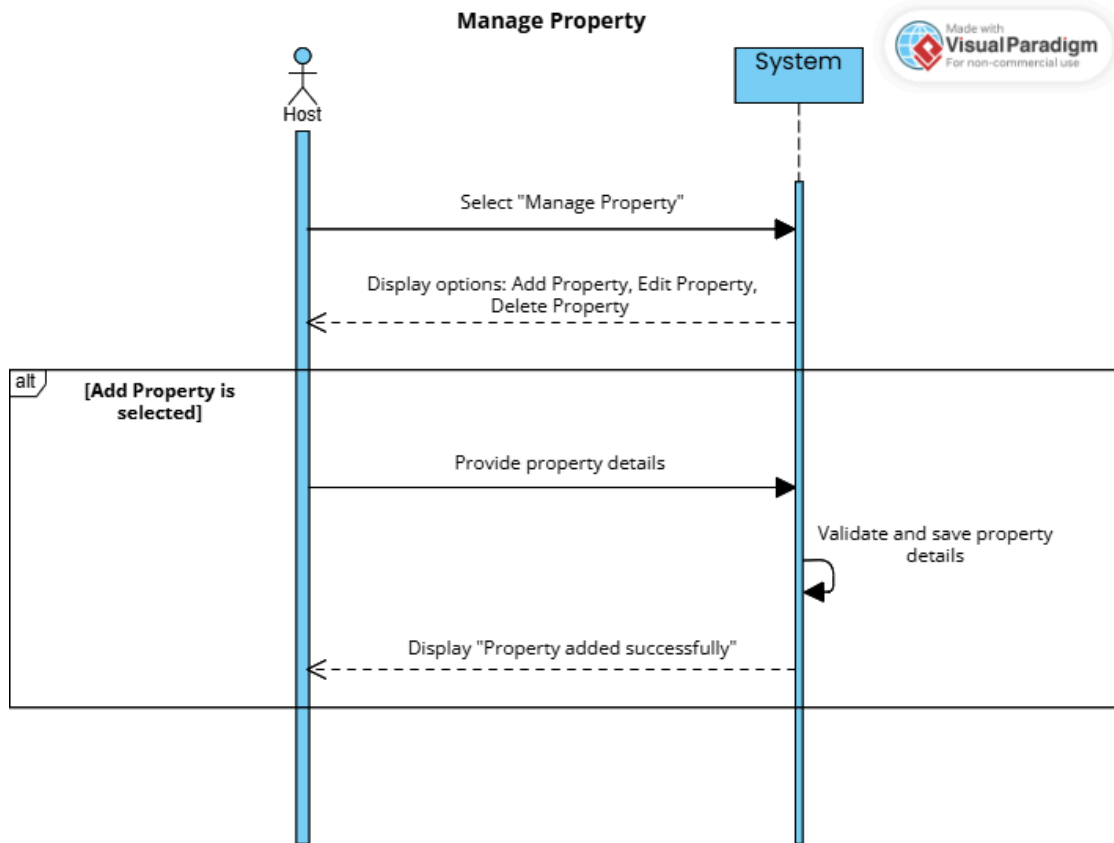 Manage Property
Made with
Visual Paradigm
For non-commercial use
System
Host
Select "Manage Property"
Display options: Add Property, Edit Property,
Delete Property
alt
[Add Property is
selected]
Provide property details
Validate and save property
details
Display "Property added successfully"